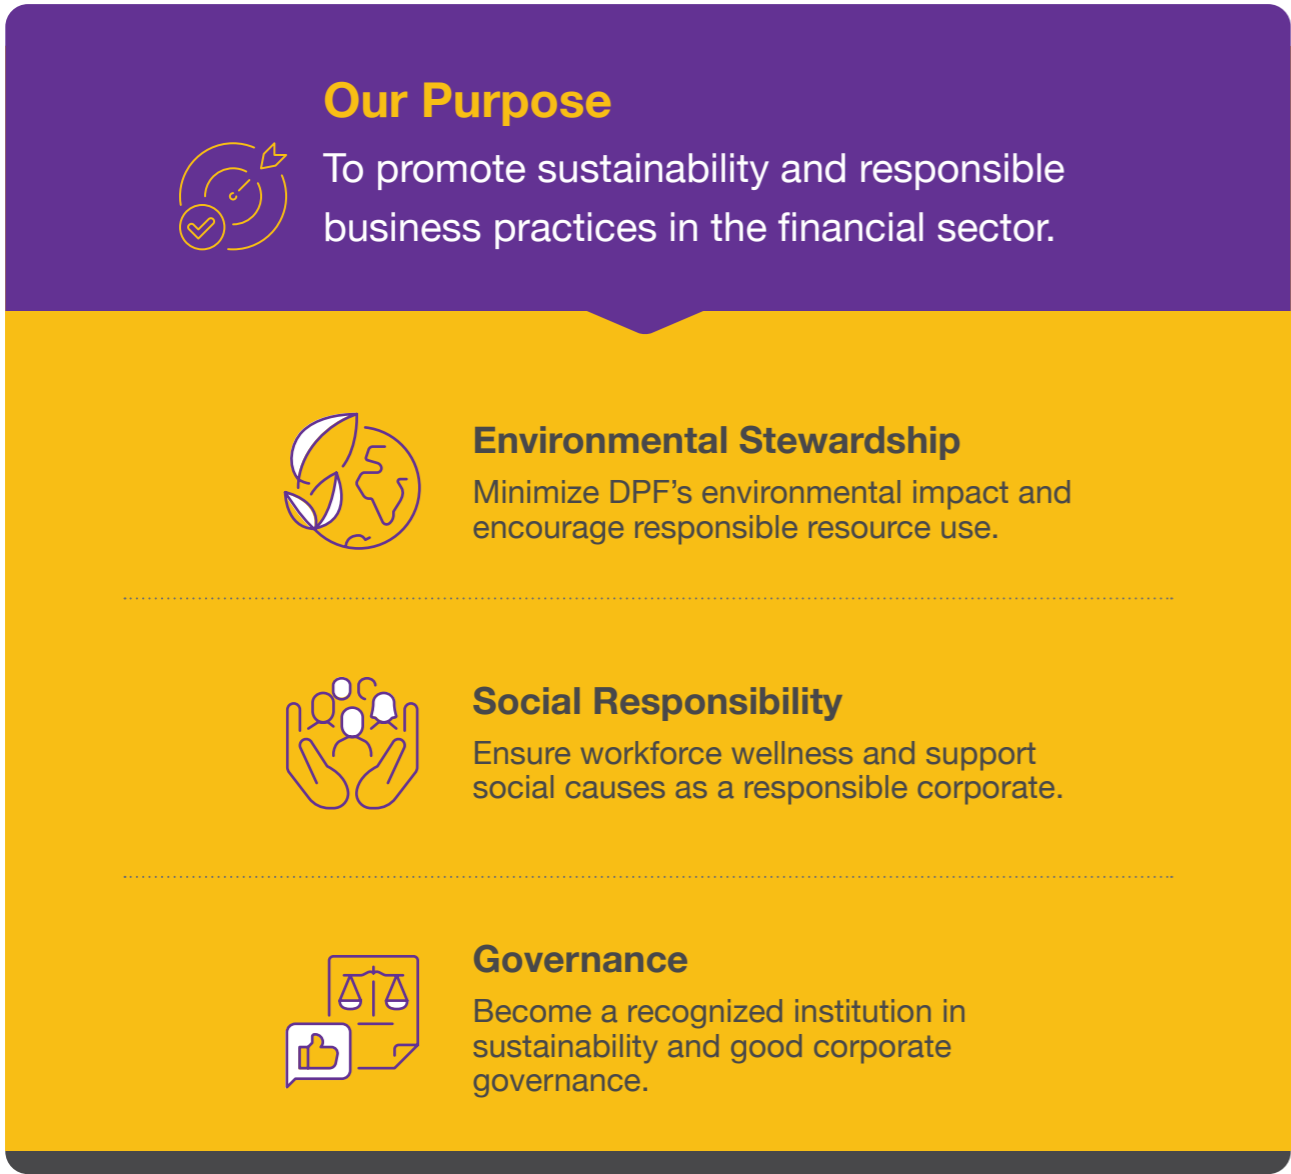 Our Purpose
To promote sustainability and responsible
business practices in the financial sector.
Environmental Stewardship
Minimize DPF’s environmental impact and
encourage responsible resource use.
Social Responsibility
Ensure workforce wellness and support
social causes as a responsible corporate.
Governance
Become a recognized institution in
sustainability and good corporate
governance.